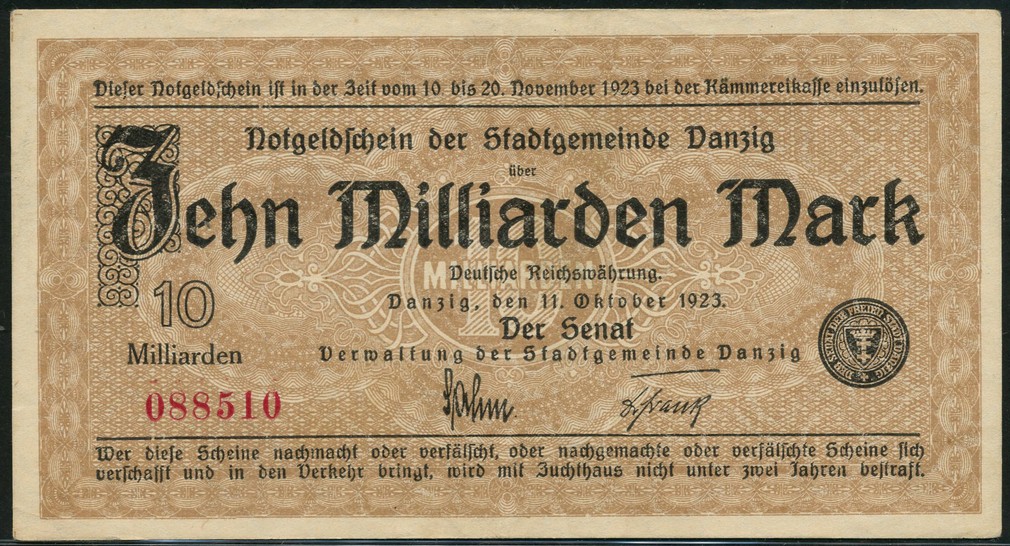 Dieser Notgeldschein ist in der Zeit vom 10. bis 20. November 1923 bei der Kämmereikasse einzulösen.
Notgeldschein der Stadtgemeinde Danzig
über
Zehn Milliarden Mark
MILLIARDEN
Deutsche Reichswährung.
Danzig, den 11. Oktober 1923.
10
Der Senat
Milliarden
Verwaltung der Stadtgemeinde Danzig
088510
Wer diese Scheine nachmacht oder verfälscht, oder nachgemachte oder verfälschte Scheine sich
verschafft und in den Verkehr bringt, wird mit Zuchthaus nicht unter zwei Jahren bestraft.